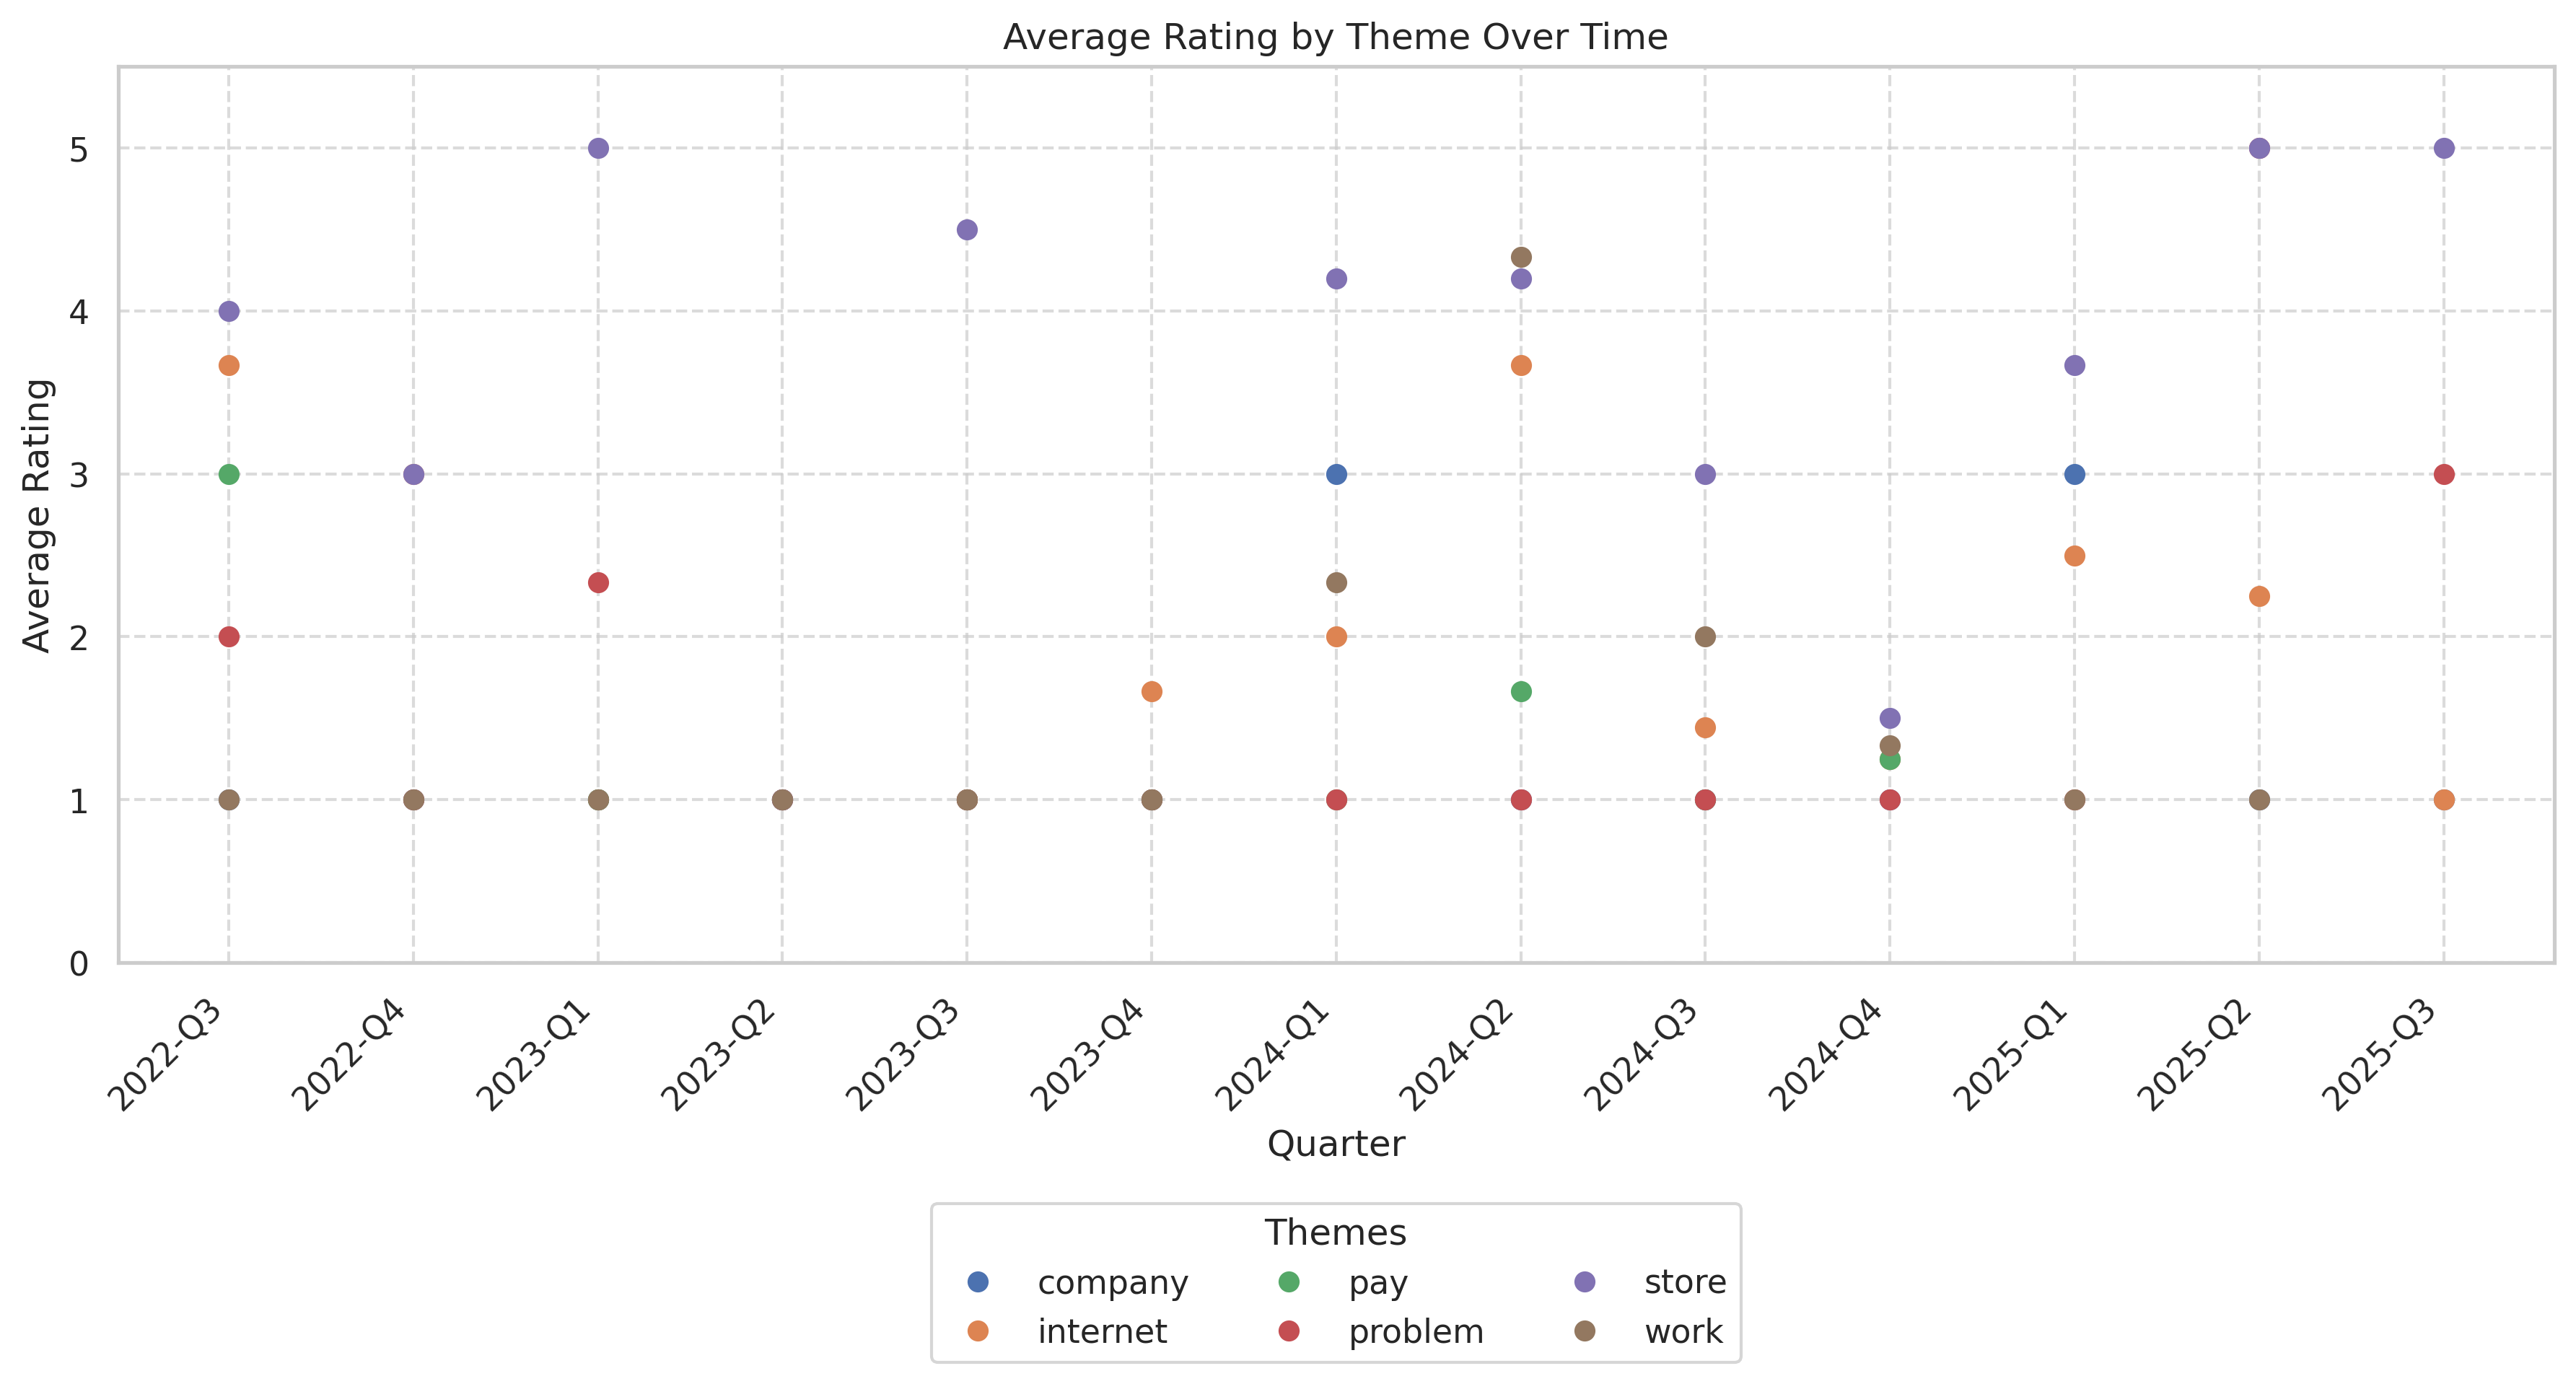 Average Rating by Theme Over Time
Average Rating
5
4
3
2
1
0
2022-Q3
2022-Q4
2023-Q1
2023-Q2
2023-Q3
2023-Q4
2024-Q1
2024-Q2
2024-Q3
2024-Q4
2025-Q1
2025-Q2
2025-Q3
Quarter
Themes
company
internet
pay
problem
store
work